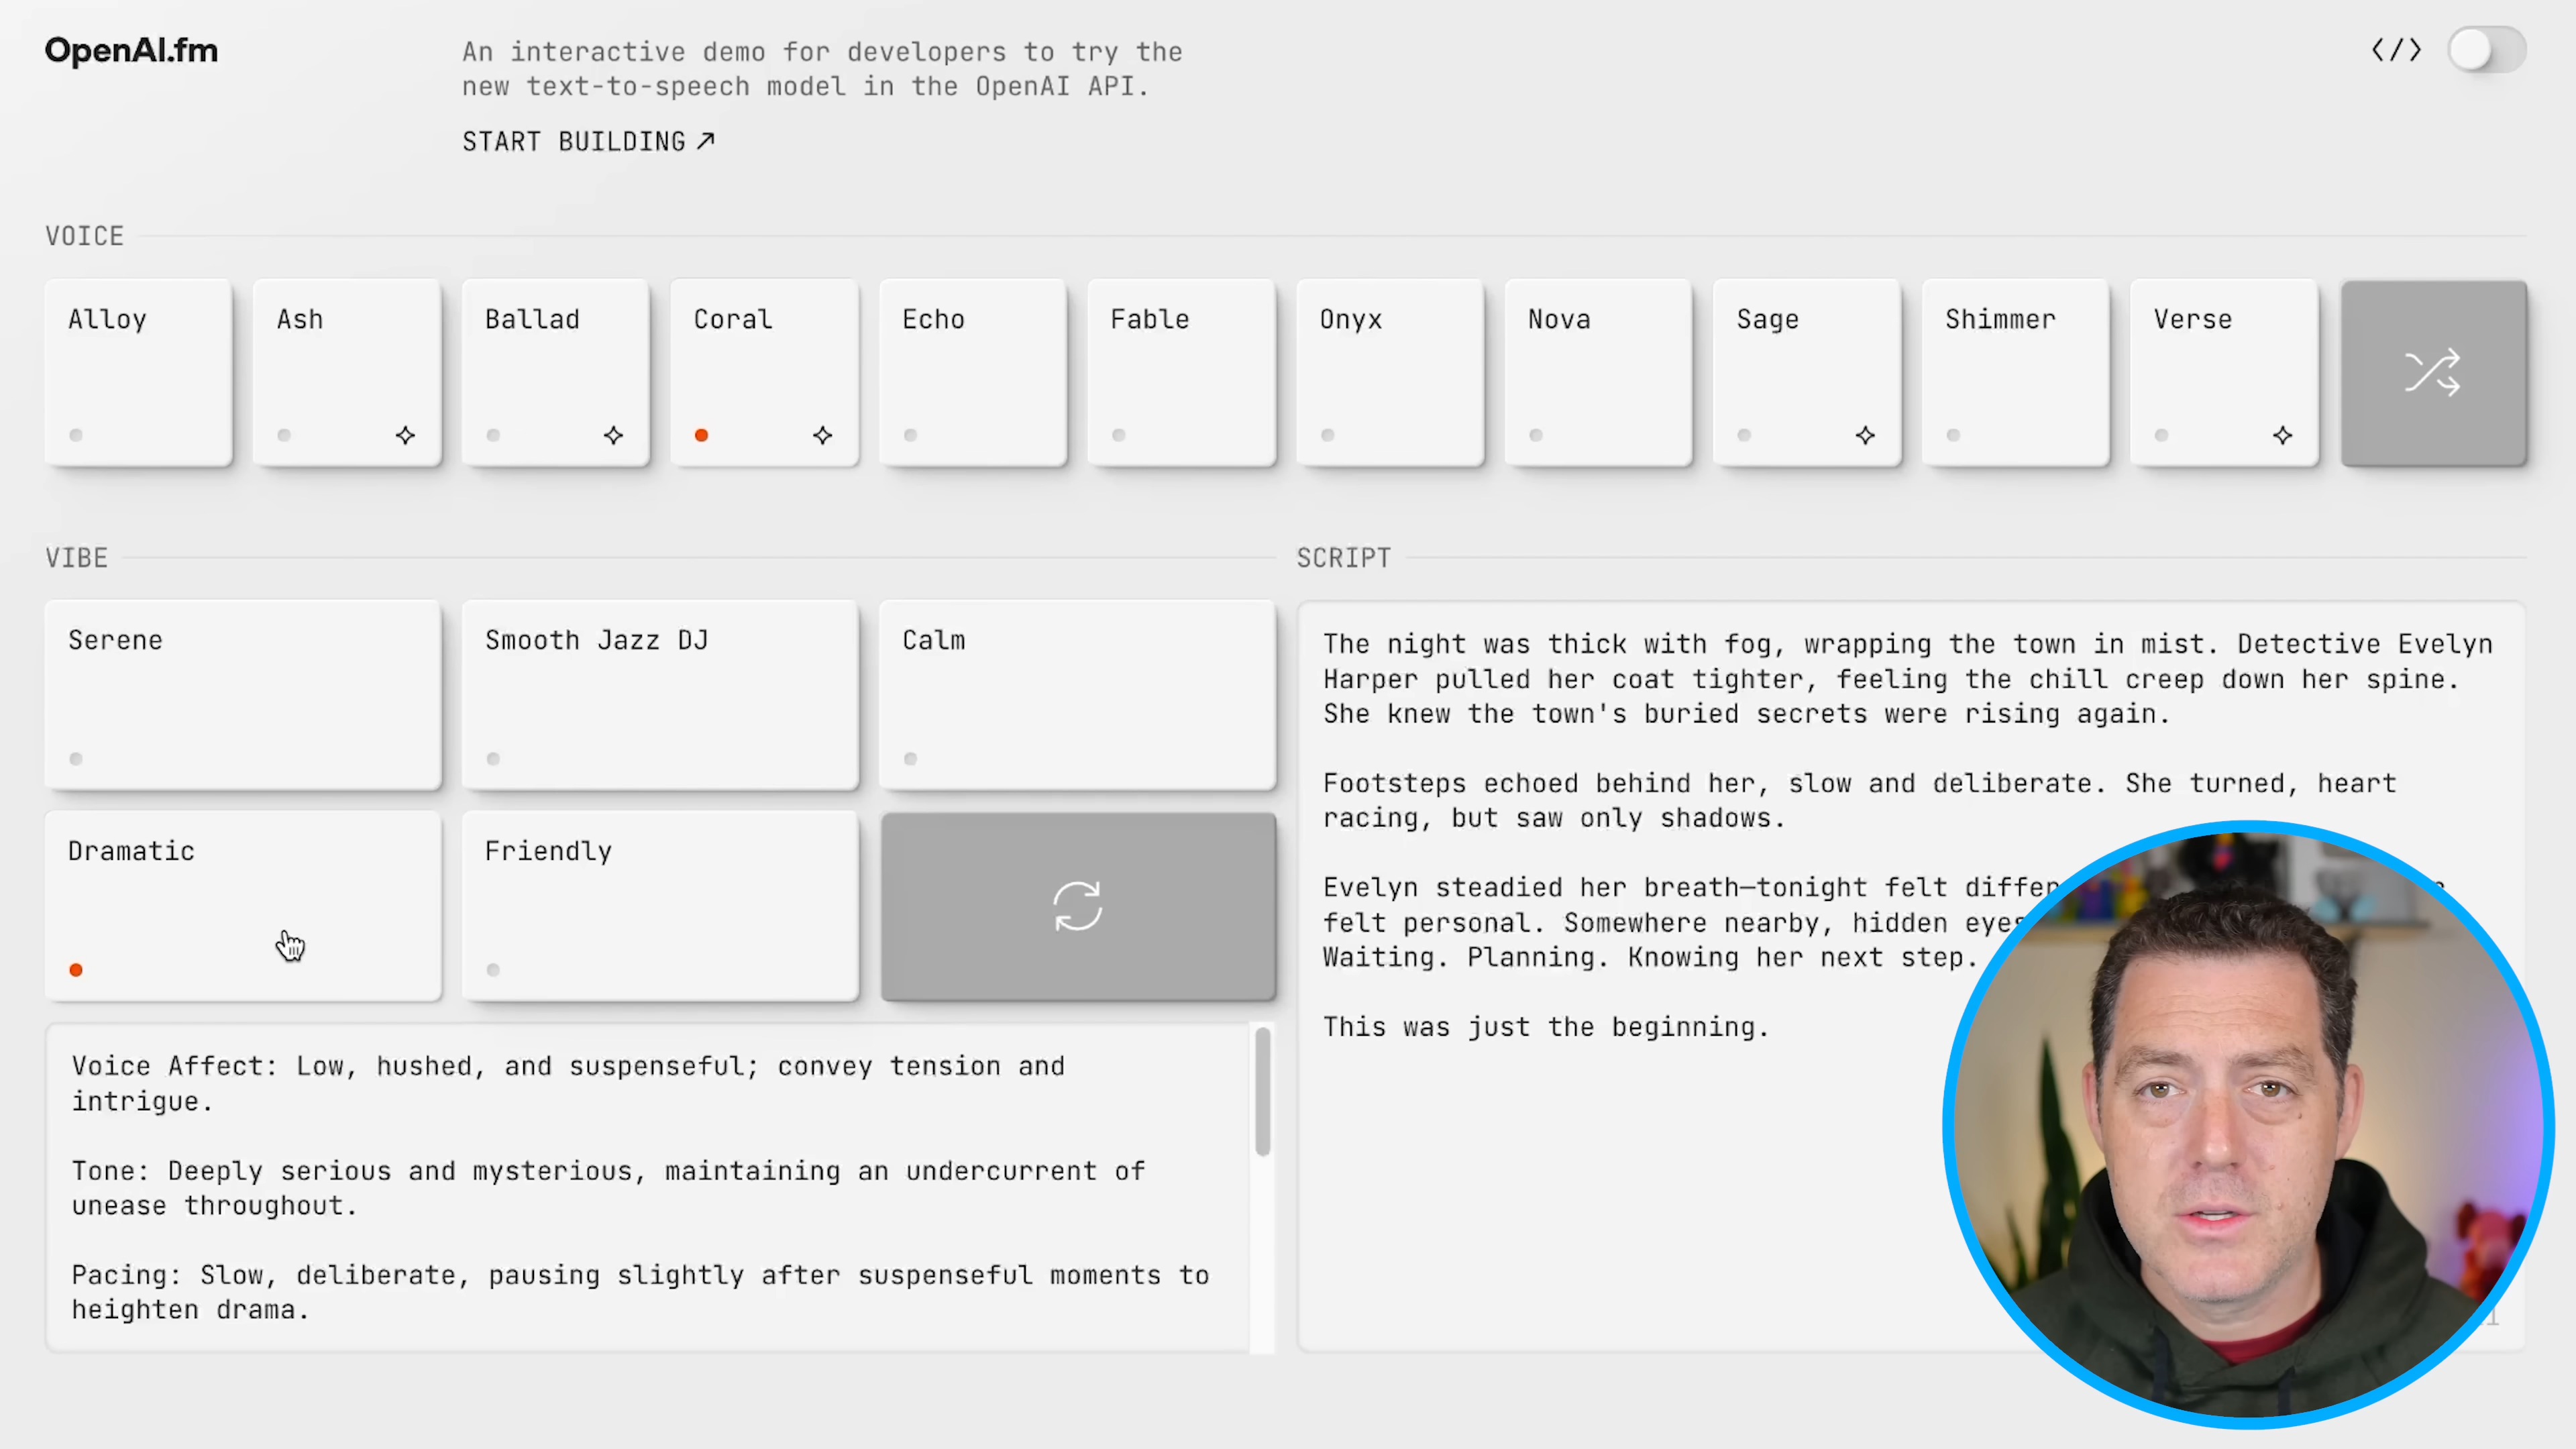 OpenAI.fm
An interactive demo for developers to try the
new text-to-speech model in the OpenAI API.
START BUILDING ↗
</>
VOICE
Alloy
Ash
Ballad
Coral
Echo
Fable
Onyx
Nova
Sage
Shimmer
Verse
VIBE
Serene
Smooth Jazz DJ
Calm
Dramatic
Friendly
Voice Affect: Low, hushed, and suspenseful; convey tension and
intrigue.
Tone: Deeply serious and mysterious, maintaining an undercurrent of
unease throughout.
Pacing: Slow, deliberate, pausing slightly after suspenseful moments to
heighten drama.
SCRIPT
The night was thick with fog, wrapping the town in mist. Detective Evelyn
Harper pulled her coat tighter, feeling the chill creep down her spine.
She knew the town's buried secrets were rising again.
Footsteps echoed behind her, slow and deliberate. She turned, heart
racing, but saw only shadows.
Evelyn steadied her breath—tonight felt
felt personal. Somewhere nearby, hidden
Waiting. Planning. Knowing her next step.
This was just the beginning.